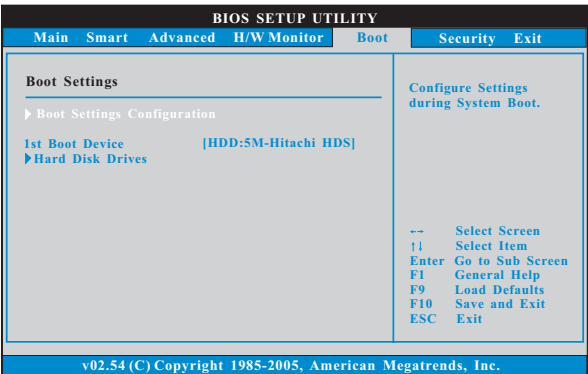 BIOS SETUP UTILITY
Main Smart Advanced H/W Monitor Boot Security Exit
Boot Settings
Boot Settings Configuration
1st Boot Device [HDD:5M-Hitachi HDS]
Hard Disk Drives
Configure Settings
during System Boot.
←→ Select Screen
↑↓ Select Item
Enter Go to Sub Screen
F1 General Help
F9 Load Defaults
F10 Save and Exit
ESC Exit
v02.54 (C) Copyright 1985-2005, American Megatrends, Inc.